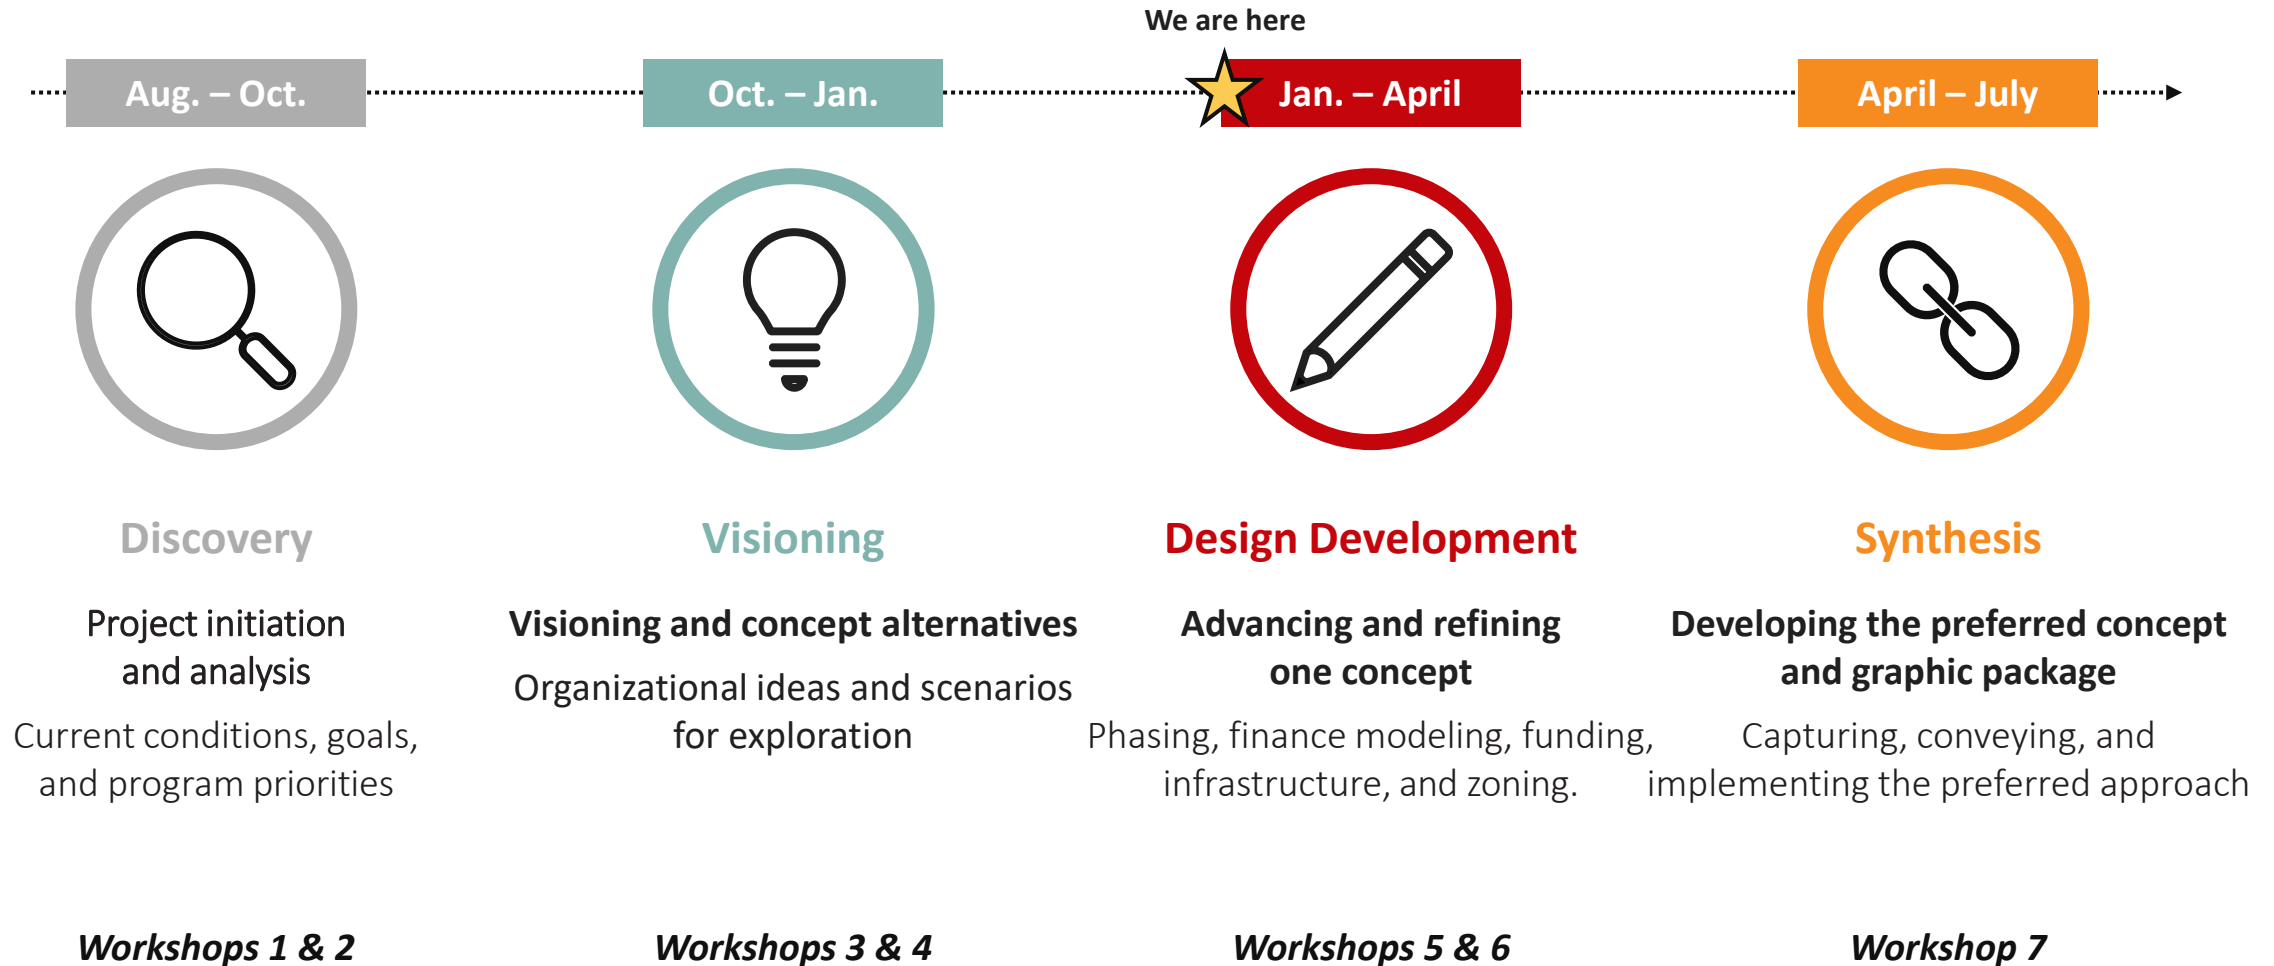 We are here
Aug. – Oct.
Oct. – Jan.
Jan. – April
April – July
Discovery
Project initiation
and analysis
Current conditions, goals,
and program priorities
Workshops 1 & 2
Visioning
Visioning and concept alternatives
Organizational ideas and scenarios
for exploration
Workshops 3 & 4
Design Development
Advancing and refining
one concept
Phasing, finance modeling, funding,
infrastructure, and zoning.
Workshops 5 & 6
Synthesis
Developing the preferred concept
and graphic package
Capturing, conveying, and
implementing the preferred approach
Workshop 7